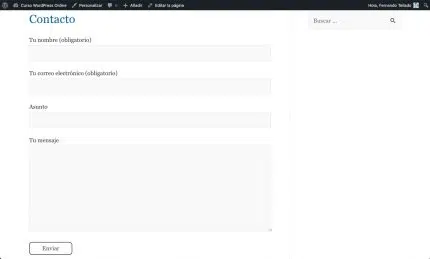 Curso WordPress Online Personalizar 0 Añadir Editar la página Hola, Fernando Tellado
Contacto
Buscar ...
Tu nombre (obligatorio)
Tu correo electrónico (obligatorio)
Asunto
Tu mensaje
Enviar